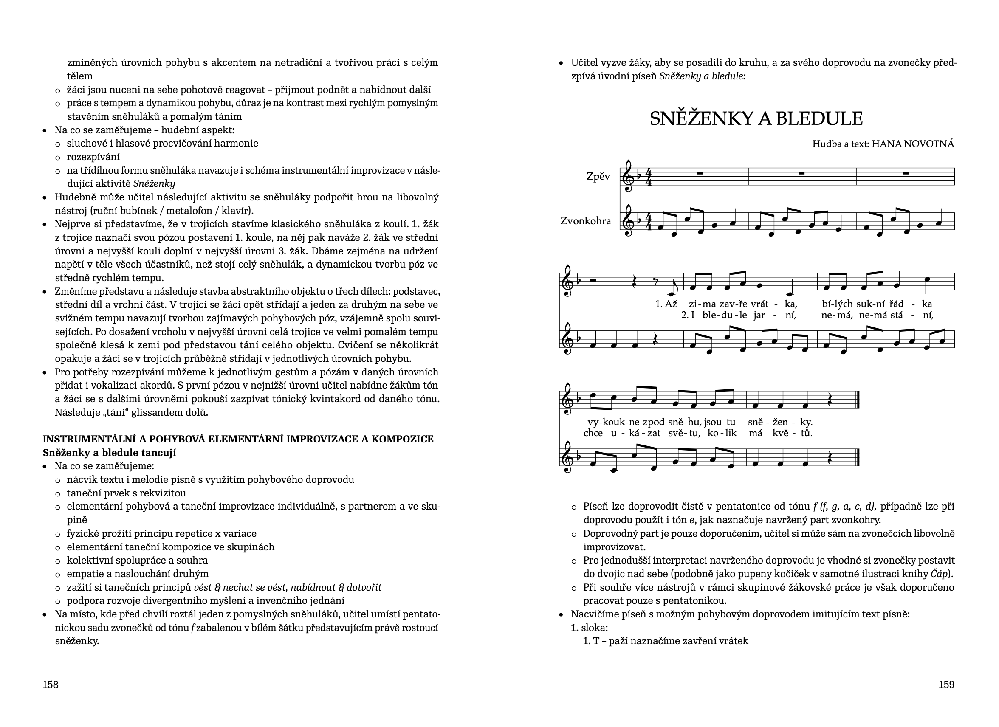 zmíněných úrovních pohybu s akcentem na netradiční a tvořivou práci s celým
tělem
○ žáci jsou nuceni na sebe pohotově reagovat – přijmout podnět a nabídnout další
○ práce s tempem a dynamikou pohybu, důraz je na kontrast mezi rychlým pomyslným
stavěním sněhuláků a pomalým táním
• Na co se zaměřujeme – hudební aspekt:
○ sluchové i hlasové procvičování harmonie
○ rozezpívání
○ na třídílnou formu sněhuláka navazuje i schéma instrumentální improvizace v násle-
dující aktivitě Sněženky
• Hudebně může učitel následující aktivitu se sněhuláky podpořit hrou na libovolný
nástroj (ruční bubínek / metalofon / klavír).
• Nejprve si představíme, že v trojicích stavíme klasického sněhuláka z koulí. 1. žák
z trojice naznačí svou pózou postavení 1. koule, na něj pak naváže 2. žák ve střední
úrovni a nejvyšší kouli doplní v nejvyšší úrovni 3. žák. Dbáme zejména na udržení
napětí v těle všech účastníků, než stojí celý sněhulák, a dynamickou tvorbu póz ve
středně rychlém tempu.
• Změníme představu a následuje stavba abstraktního objektu o třech dílech: podstavec,
střední díl a vrchní část. V trojici se žáci opět střídají a jeden za druhým na sebe ve
svižném tempu navazují tvorbou zajímavých pohybových póz, vzájemně spolu souvi-
sejících. Po dosažení vrcholu v nejvyšší úrovni celá trojice ve velmi pomalém tempu
společně klesá k zemi pod představou tání celého objektu. Cvičení se několikrát
opakuje a žáci se v trojicích průběžně střídají v jednotlivých úrovních pohybu.
• Pro potřeby rozezpívání můžeme k jednotlivým gestům a pózám v daných úrovních
přidat i vokalizaci akordů. S první pózou v nejnižší úrovni učitel nabídne žákům tón
a žáci se s dalšími úrovněmi pokouší zazpívat tónický kvintakord od daného tónu.
Následuje „tání“ glissandem dolů.
INSTRUMENTÁLNÍ A POHYBOVÁ ELEMENTÁRNÍ IMPROVIZACE A KOMPOZICE
Sněženky a bledule tancují
• Na co se zaměřujeme:
○ nácvik textu i melodie písně s využitím pohybového doprovodu
○ taneční prvek s rekvizitou
○ elementární pohybová a taneční improvizace individuálně, s partnerem a ve sku-
pině
○ fyzické prožití principu repetice x variace
○ elementární taneční kompozice ve skupinách
○ kolektivní spolupráce a souhra
○ empatie a naslouchání druhým
○ zažití si tanečních principů vést & nechat se vést, nabídnout & dotvořit
○ podpora rozvoje divergentního myšlení a invenčního jednání
• Na místo, kde před chvílí roztál jeden z pomyslných sněhuláků, učitel umístí pentato-
nickou sadu zvonečků od tónu f zabalenou v bílém šátku představujícím právě rostoucí
sněženky.
158
• Učitel vyzve žáky, aby se posadili do kruhu, a za svého doprovodu na zvonečky před-
zpívá úvodní píseň Sněženky a bledule:
SNĚŽENKY A BLEDULE
Hudba a text: HANA NOVOTNÁ
Zpěv
Zvonkohra
1. Až zi - ma zav - ře vrát - ka, bí - lých suk - ní řád - ka
2. I ble - du - le jar - ní, ne - má, ne - má stá - ní,
vy - kouk - ne zpod sně - hu, jsou tu sně - žen - ky.
chce u - ká - zat svě - tu, ko - lik má kvě - tů.
○ Píseň lze doprovodit čistě v pentatonice od tónu f (f, g, a, c, d), případně lze při
doprovodu použít i tón e, jak naznačuje navržený part zvonkohry.
○ Doprovodný part je pouze doporučením, učitel si může sám na zvonečcích libovolně
improvizovat.
○ Pro jednodušší interpretaci navrženého doprovodu je vhodné si zvonečky postavit
do dvojic nad sebe (podobně jako pupeny kočiček v samotné ilustraci knihy Čáp).
○ Při souhře více nástrojů v rámci skupinové žákovské práce je však doporučeno
pracovat pouze s pentatonikou.
• Nacvičíme píseň s možným pohybovým doprovodem imitujícím text písně:
1. sloka:
1. T – paží naznačíme zavření vrátek
159